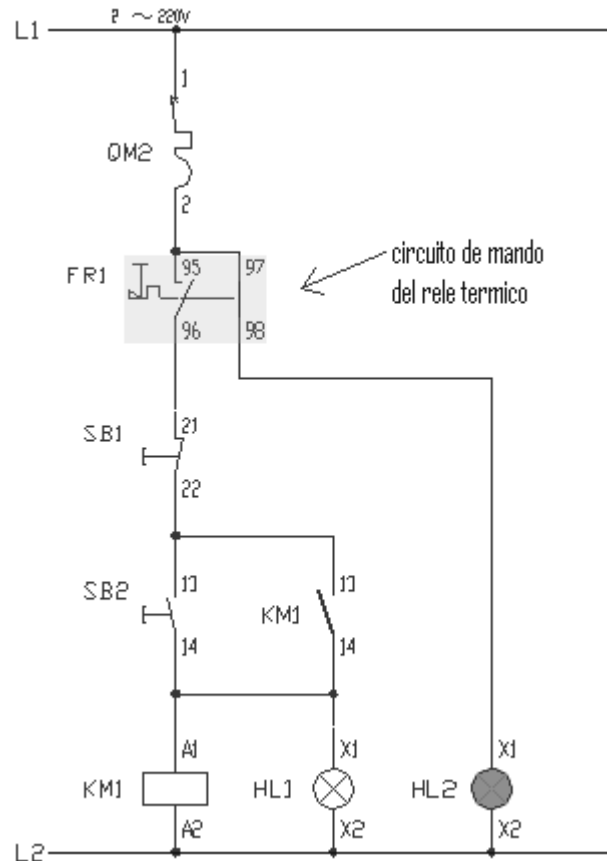 2 ~ 220V
L1
1
QM2
2
FR1 95 97
96 98
circuito de mando
del rele termico
SB1 21
22
SB2 13
14
KM1 13
14
KM1 A1
A2
HL1 X1
X2
HL2 X1
X2
L2